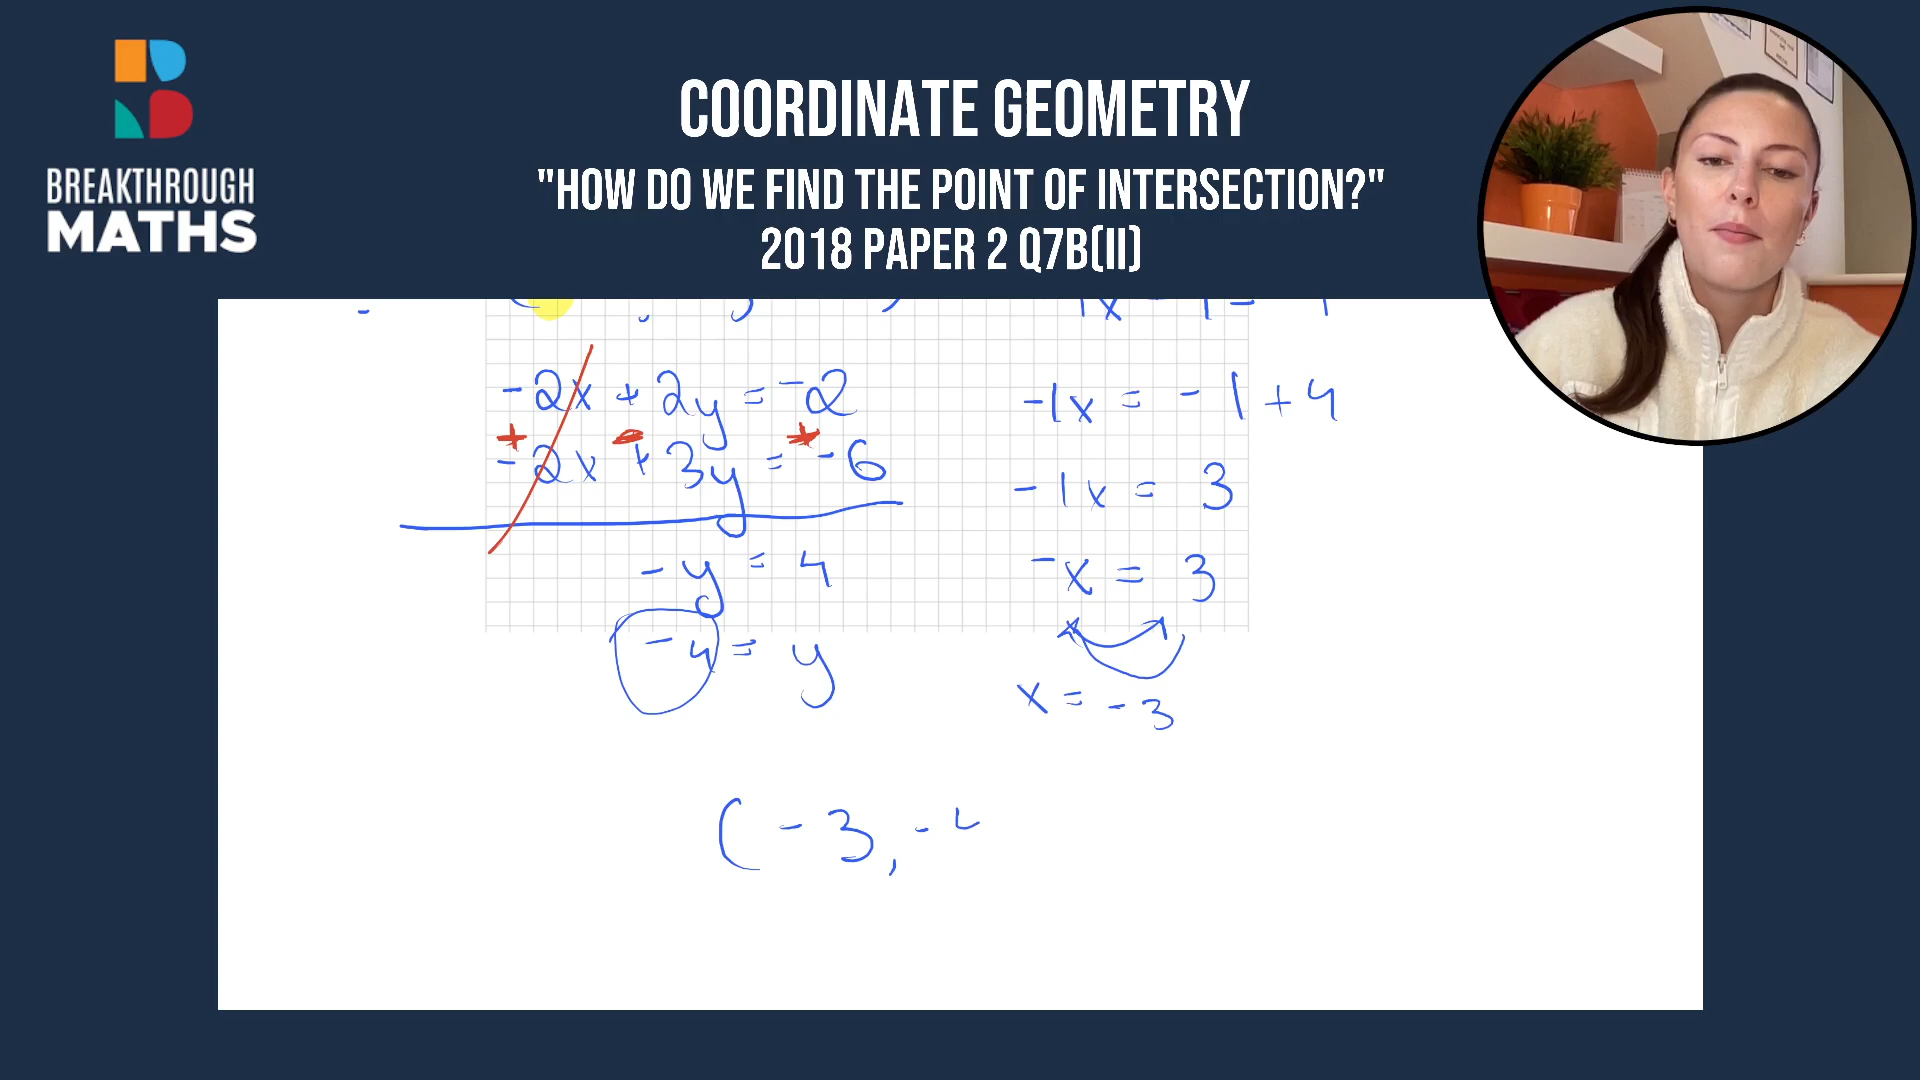 COORDINATE GEOMETRY
"HOW DO WE FIND THE POINT OF INTERSECTION?"
2018 PAPER 2 Q7B(II)
BREAKTHROUGH
MATHS
-2x + 2y = -2
-2x + 3y = -6
-y = 4
-4 = y
-1x = -1 + 4
-1x = 3
-x = 3
x = -3
(-3, -4